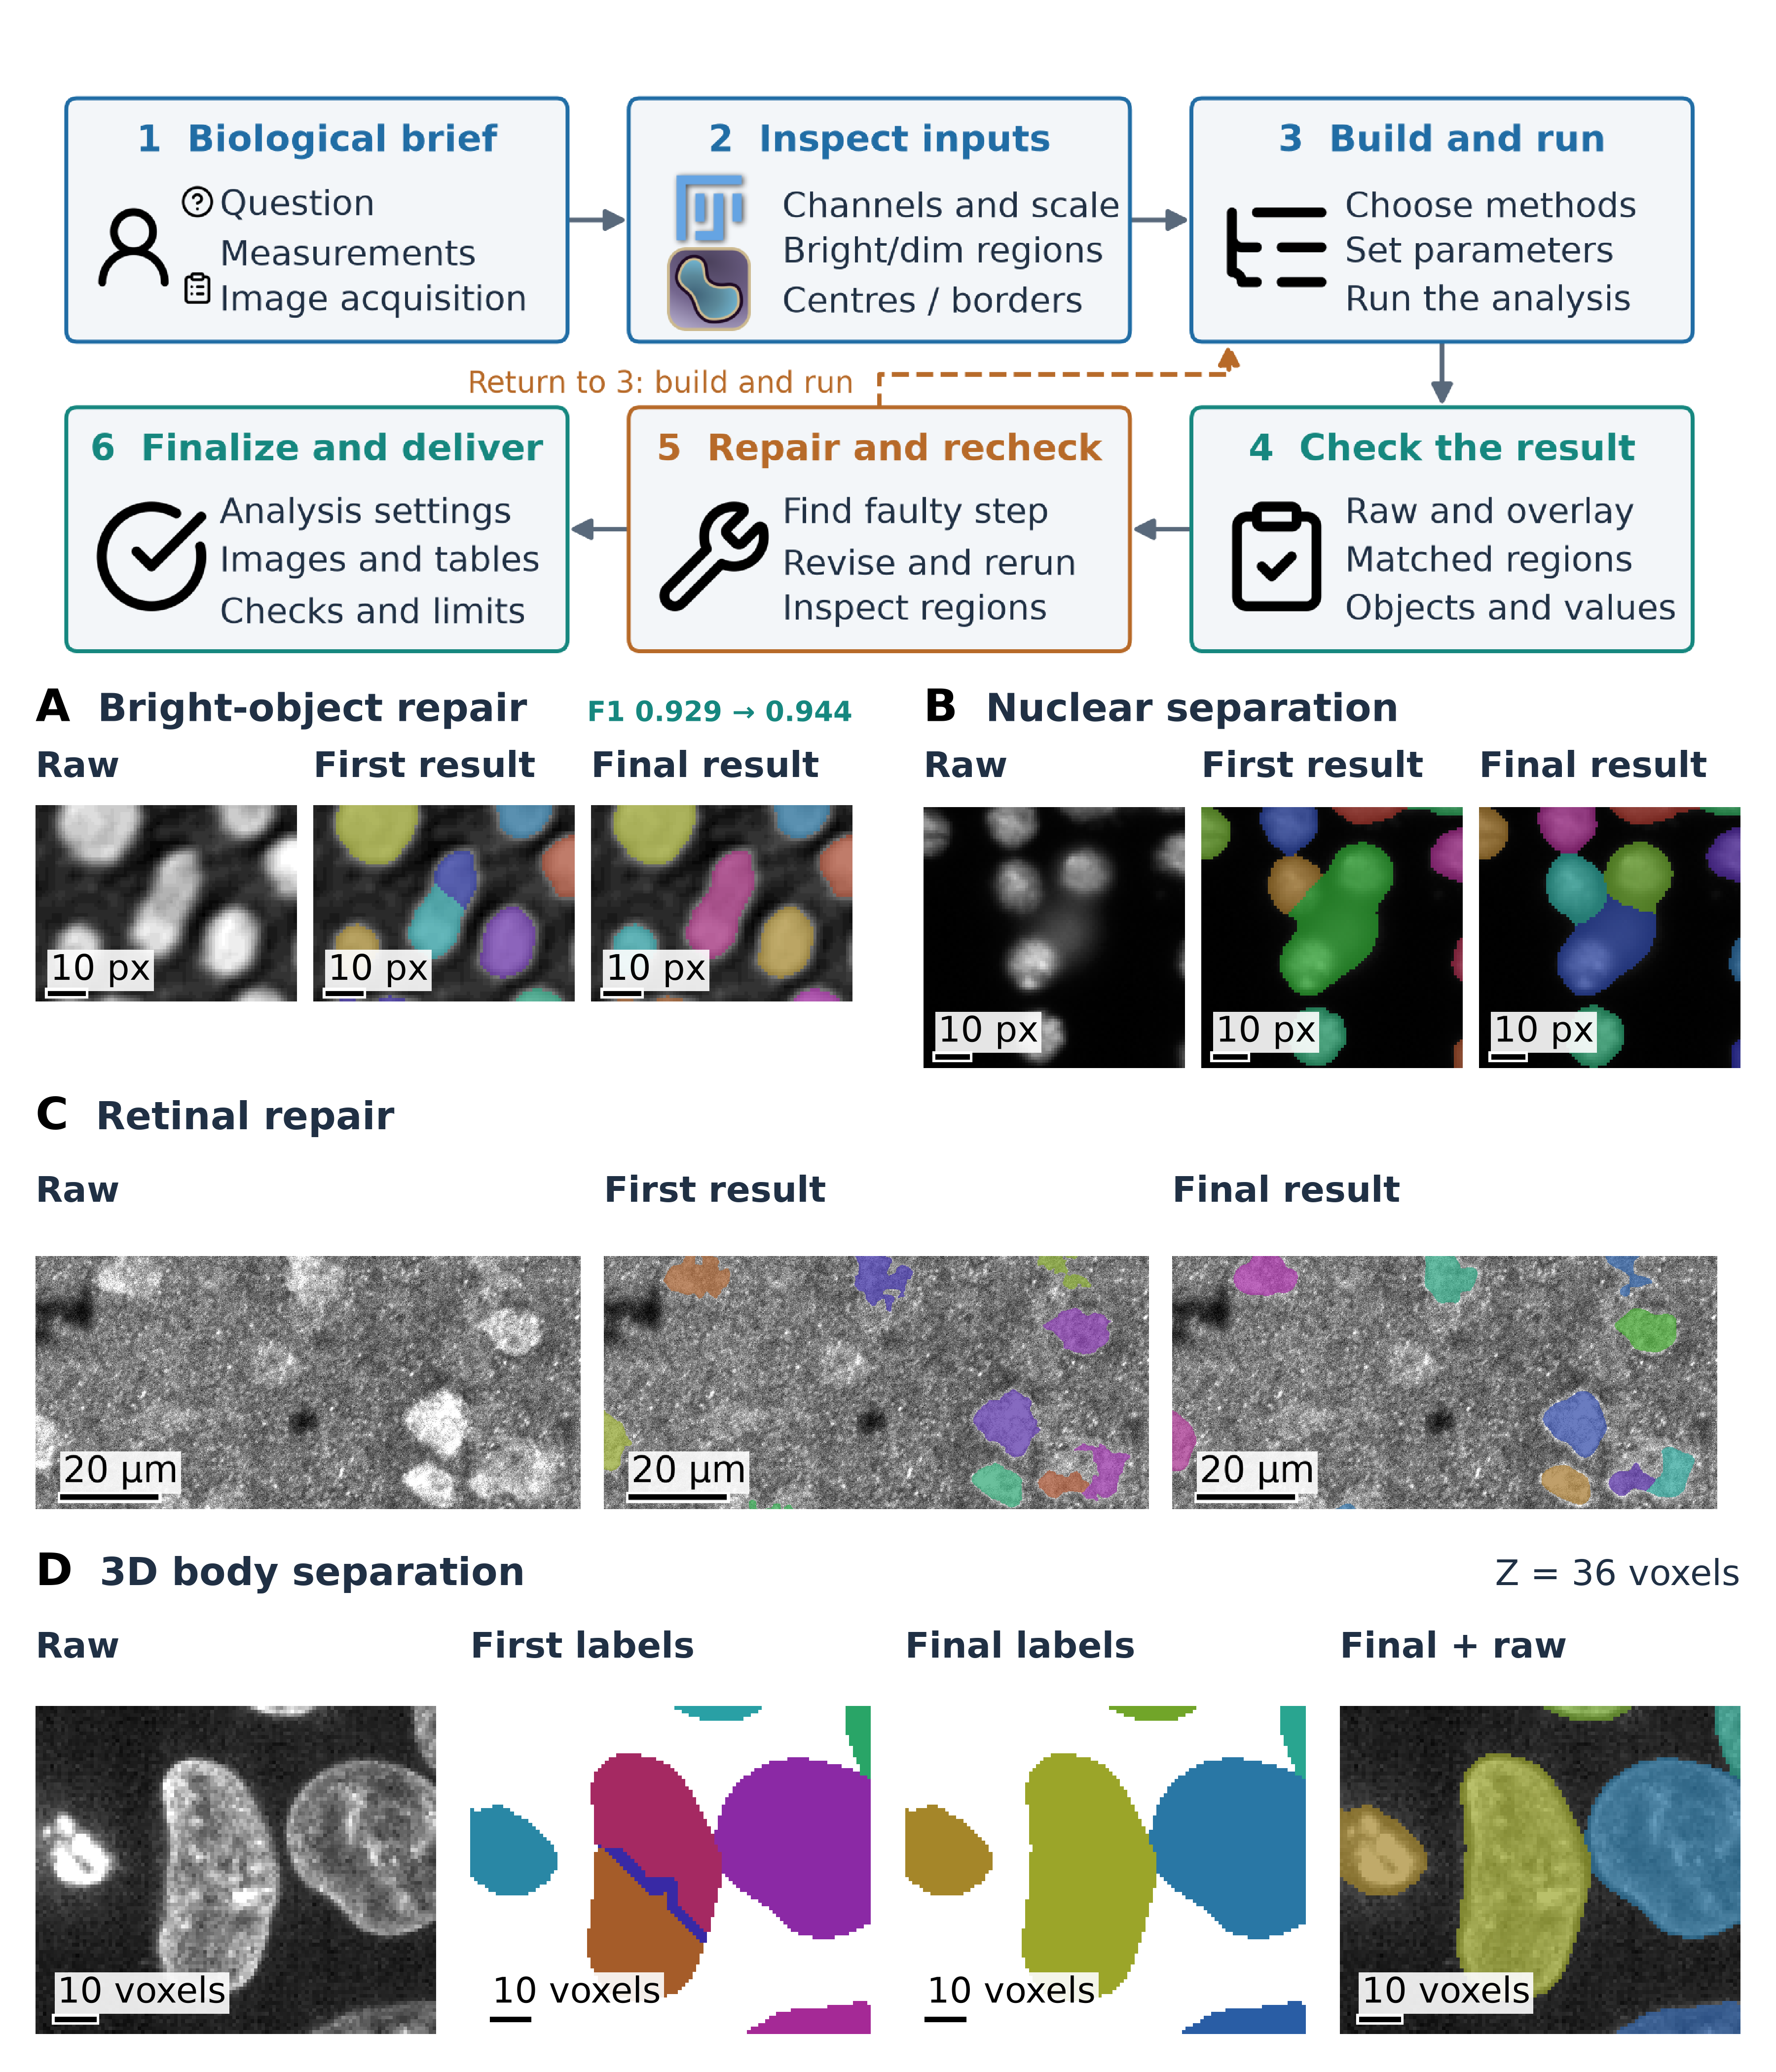 1 Biological brief
Question
Measurements
Image acquisition
2 Inspect inputs
Channels and scale
Bright/dim regions
Centres / borders
3 Build and run
Choose methods
Set parameters
Run the analysis
Return to 3: build and run
6 Finalize and deliver
Analysis settings
Images and tables
Checks and limits
5 Repair and recheck
Find faulty step
Revise and rerun
Inspect regions
4 Check the result
Raw and overlay
Matched regions
Objects and values
A Bright-object repair F1 0.929 → 0.944
Raw First result Final result
10 px 10 px 10 px
B Nuclear separation
Raw First result Final result
10 px 10 px 10 px
C Retinal repair
Raw First result Final result
20 µm 20 µm 20 µm
D 3D body separation Z = 36 voxels
Raw First labels Final labels Final + raw
10 voxels 10 voxels 10 voxels 10 voxels